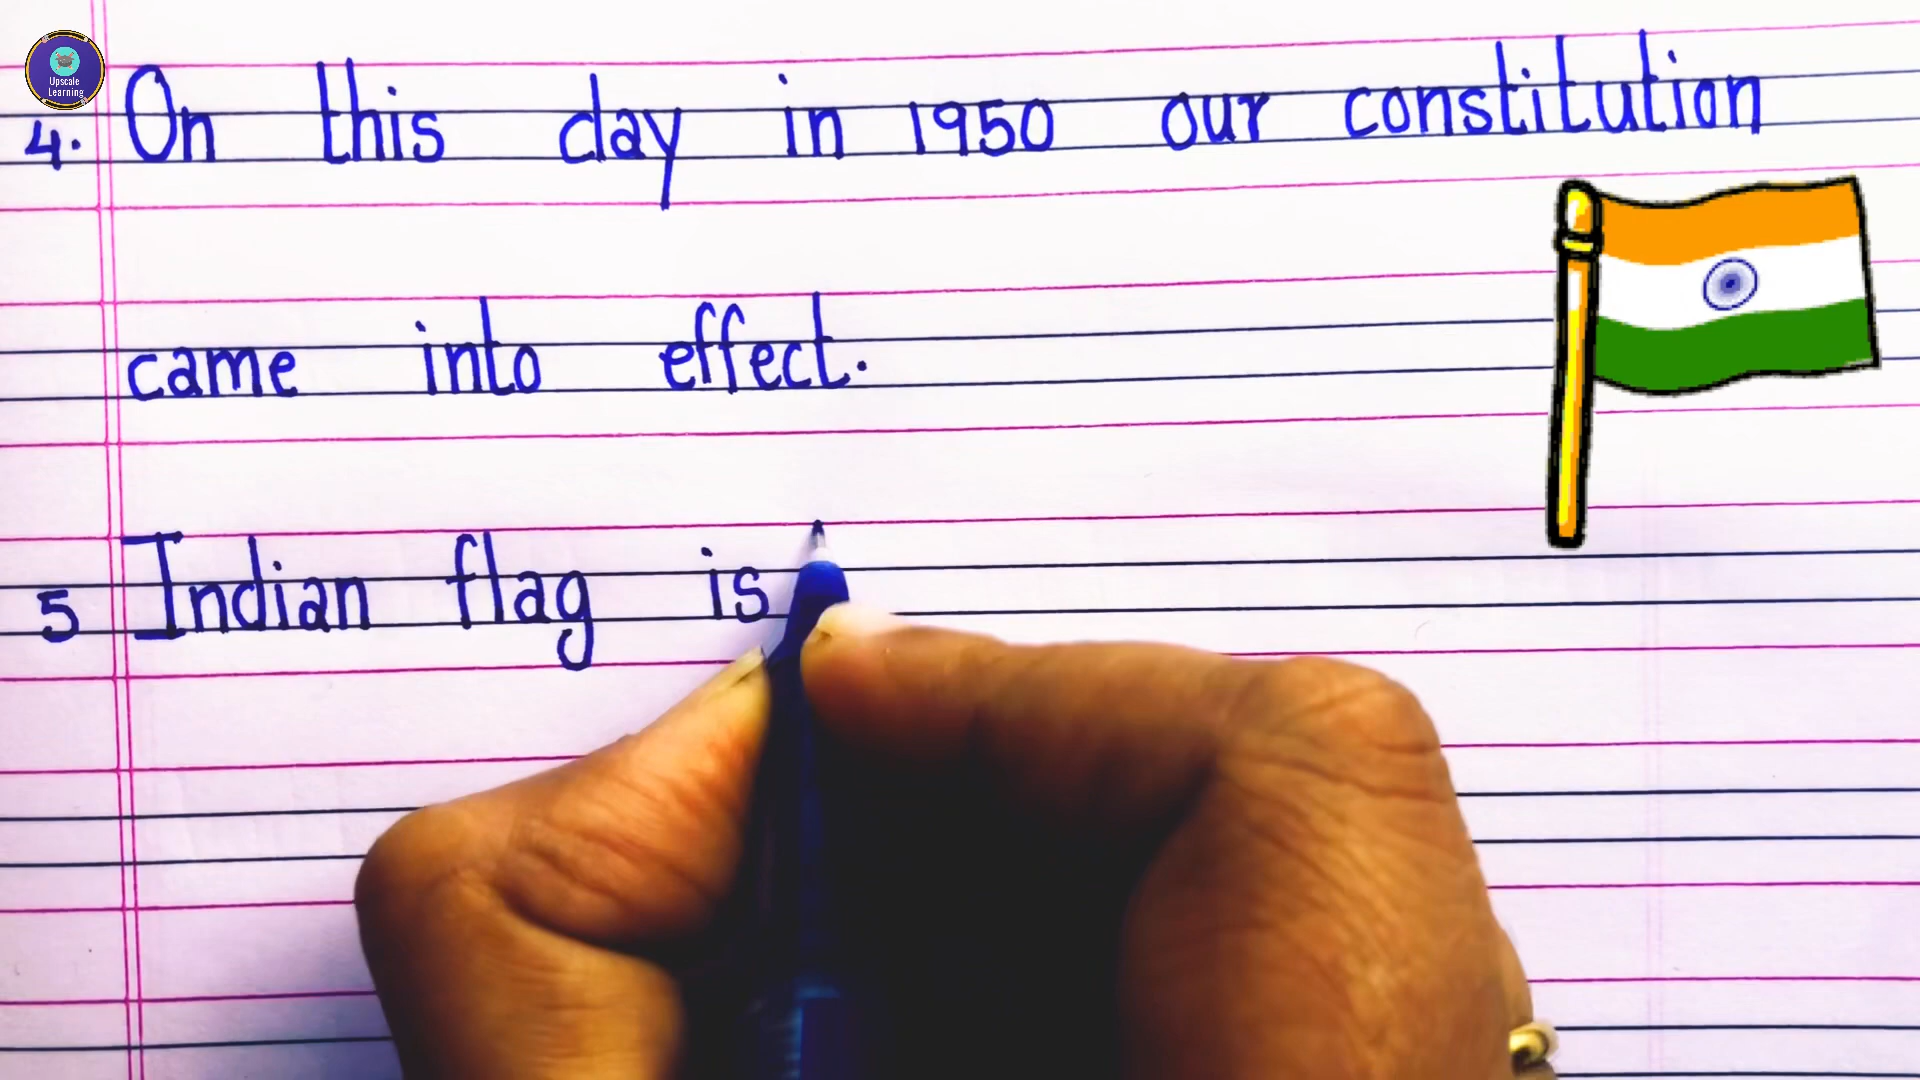 Upscale
Learning
4. On this day in 1950 our constitution
came into effect.
5 Indian flag is